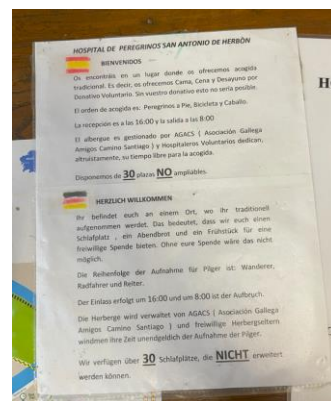 HOSPITAL DE PEREGRINOS SAN ANTONIO DE HERBÓN
BIENVENIDOS
Os encontráis en un lugar donde os ofrecemos acogida
tradicional. Es decir, os ofrecemos Cama, Cena y Desayuno por
Donativo Voluntario. Sin vuestro donativo esto no sería posible.
El orden de acogida es. Peregrinos a Pie, Bicicleta y Caballo.
La recepción es a las 16:00 y la salida a las 8:00
El albergue es gestionado por AGACS ( Asociación Gallega
Amigos Camino Santiago ) y Hospitaleros Voluntarios dedican,
altruistamente, su tiempo libre para la acogida.
Disponemos de 30 plazas NO ampliables.
HERZLICH WILLKOMMEN
Ihr befindet euch an einem Ort, wo ihr traditionell
aufgenommen werdet. Das bedeutet, dass wir euch einen
Schlafplatz , ein Abendbrot und ein Frühstück für eine
freiwillige Spende bieten. Ohne eure Spende wäre das nicht
möglich.
Die Reihenfolge der Aufnahme für Pilger ist: Wanderer,
Radfahrer und Reiter.
Der Einlass erfolgt um 16:00 und um 8:00 ist der Aufbruch.
Die Herberge wird verwaltet von AGACS ( Asociación Gallega
Amigos Camino Santiago ) und freiwillige Herbergseltern
windmen ihre Zeit unendgeldich der Aufnahme der Pilger.
Wir verfügen über 30 Schlafplätze, die NICHT erweitert
werden können.